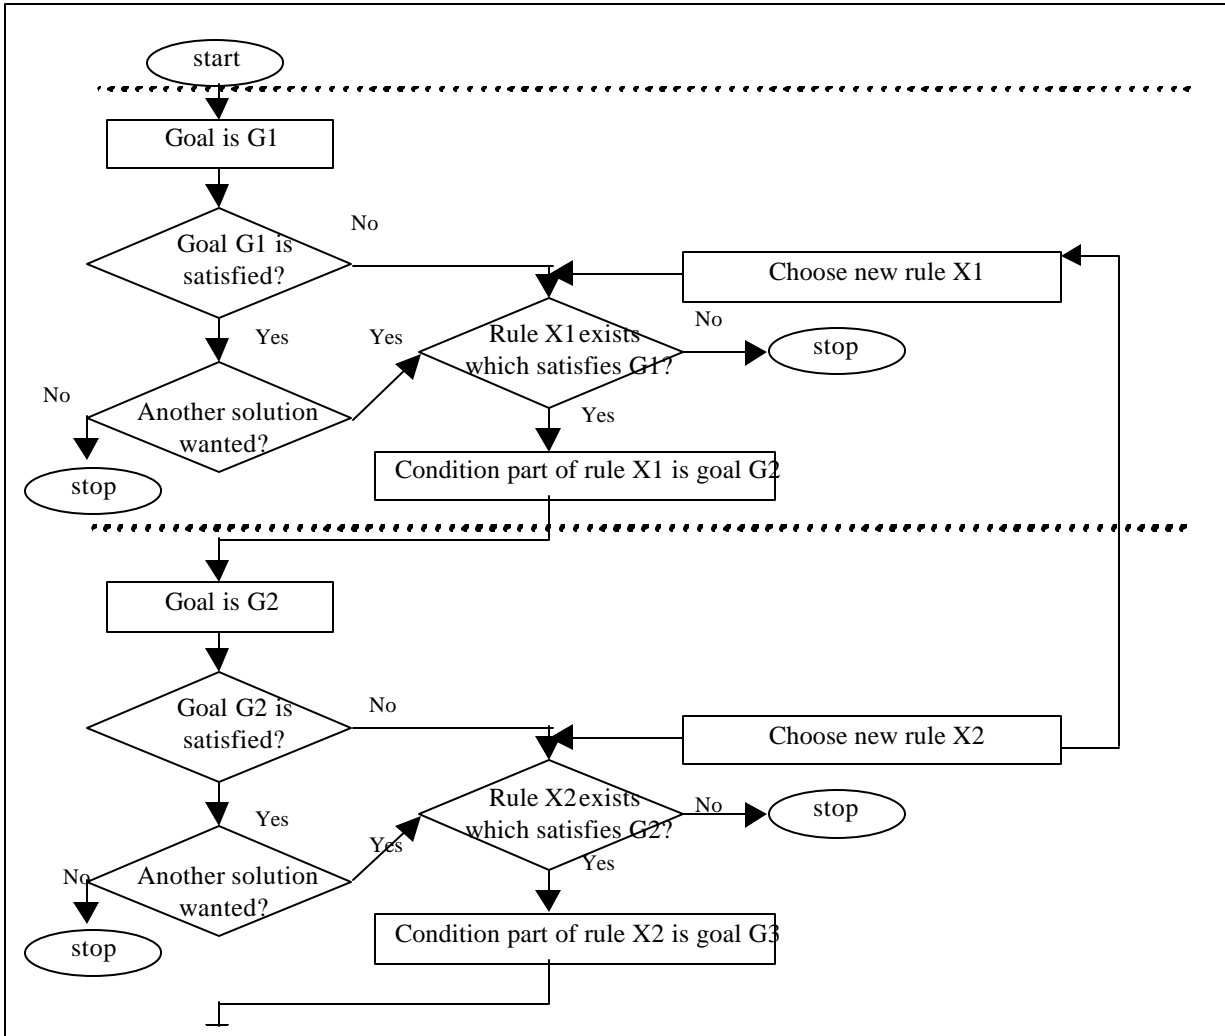 start
Goal is G1
No
Goal G1 is
satisfied?
Choose new rule X1
Yes
Yes
Rule X1 exists
which satisfies G1?
No
stop
No
Another solution
wanted?
Yes
stop
Condition part of rule X1 is goal G2
Goal is G2
Goal G2 is
satisfied?
No
Choose new rule X2
Yes
Yes
Rule X2 exists
which satisfies G2?
No
stop
No
Another solution
wanted?
Yes
stop
Condition part of rule X2 is goal G3